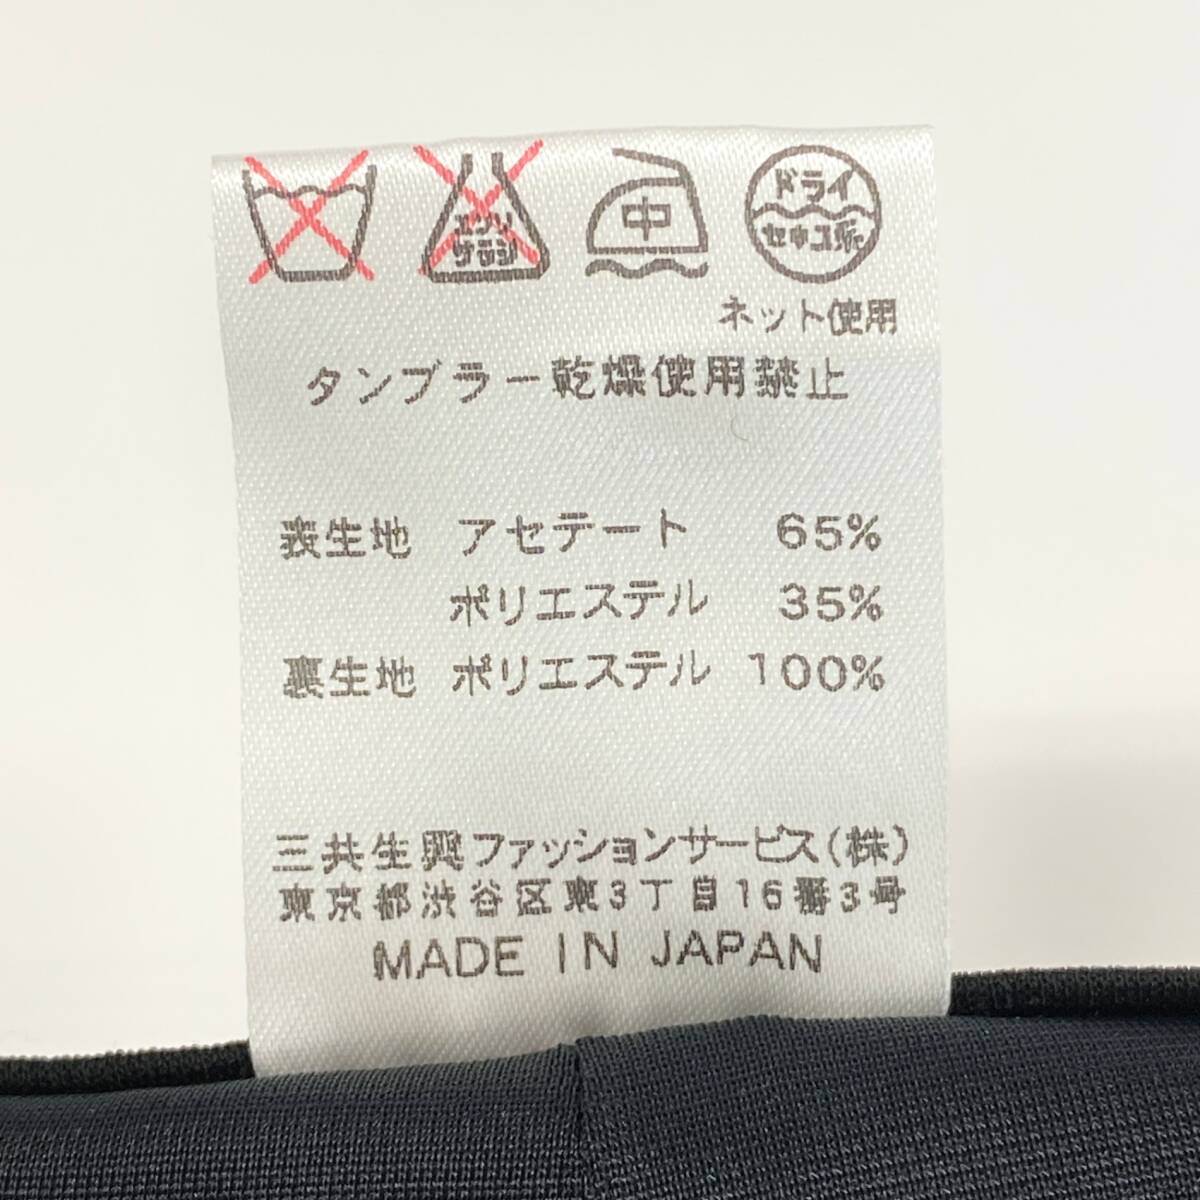 エンソ
サラシ
中
ドライ
セキユ系
ネット使用
タンブラー乾燥使用禁止
表生地 アセテート 65%
ポリエステル 35%
裏生地 ポリエステル 100%
三共生興ファッションサービス(株)
東京都渋谷区東3丁目16番3号
MADE IN JAPAN